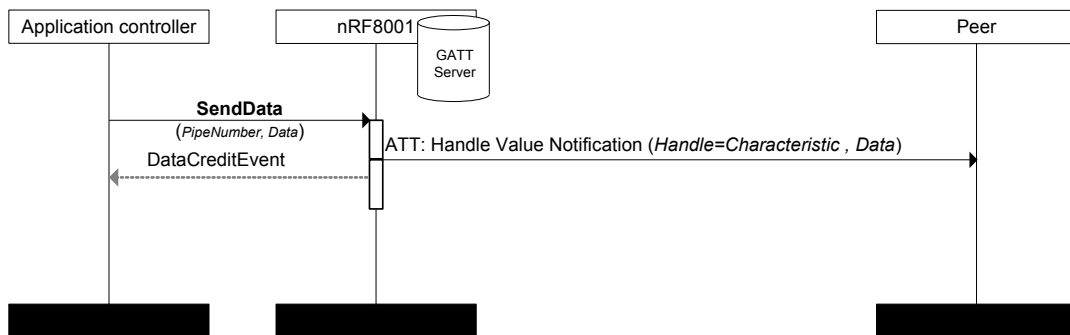 Application controller
nRF8001
Peer
GATT
Server
SendData
(PipeNumber, Data)
ATT: Handle Value Notification (Handle=Characteristic , Data)
DataCreditEvent